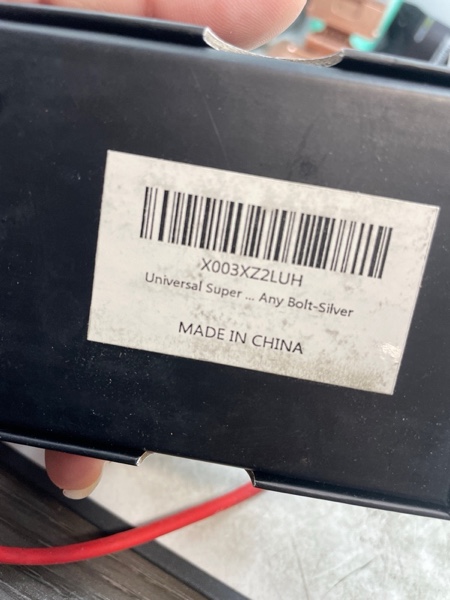 X003XZ2LUH
Universal Super ... Any Bolt-Silver
MADE IN CHINA